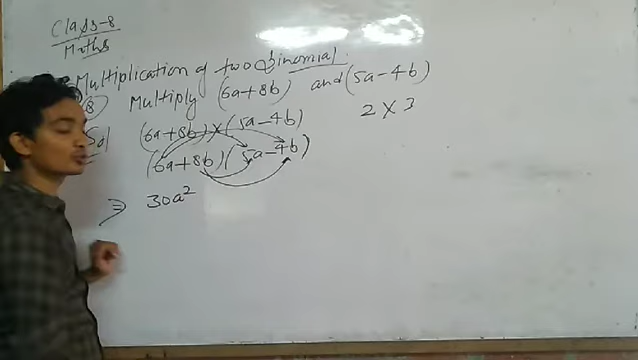 Class-8
Maths
Multiplication of two Binomial
8 Multiply (6a+8b) and (5a-4b)
Sol (6a+8b)×(5a-4b) 2×3
(6a+8b)(5a-4b)
⇒ 30a²